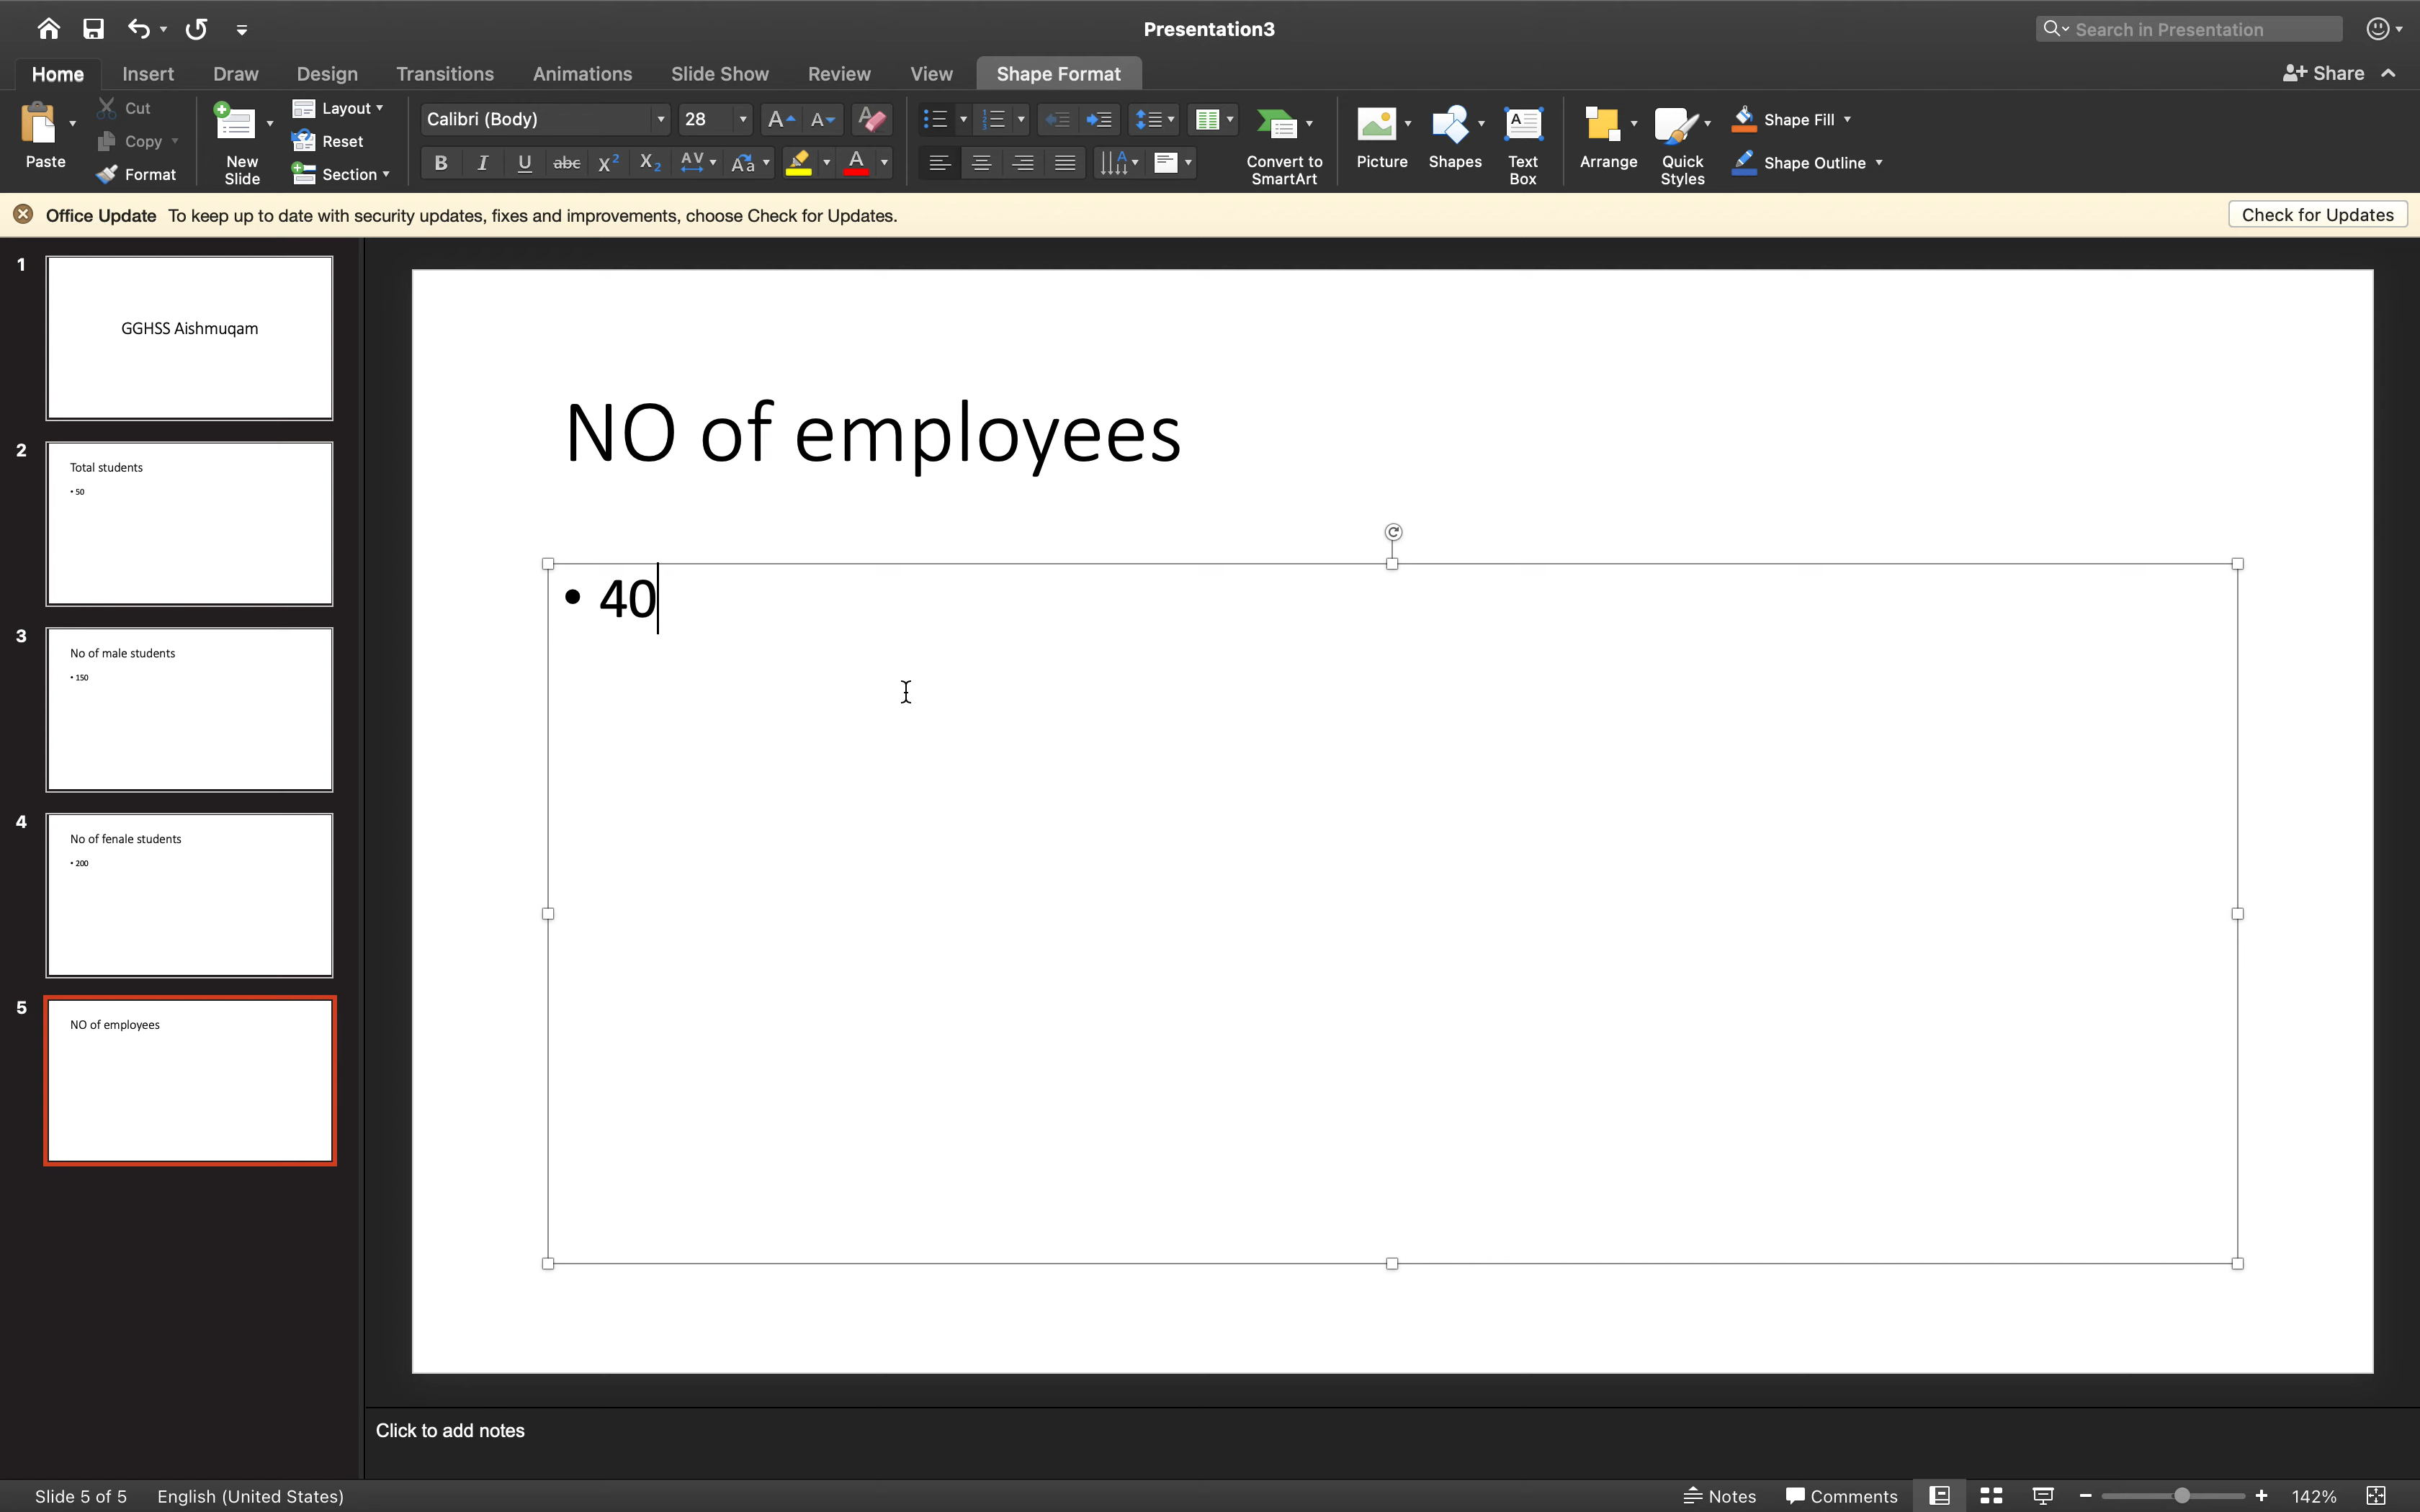 Presentation3
Search in Presentation
Home Insert Draw Design Transitions Animations Slide Show Review View Shape Format Share
Paste
Cut
Copy
Format
New
Slide
Layout
Reset
Section
Calibri (Body) 28
Convert to
SmartArt
Picture
Shapes
Text
Box
Arrange
Quick
Styles
Shape Fill
Shape Outline
Office Update To keep up to date with security updates, fixes and improvements, choose Check for Updates.
Check for Updates
1
GGHSS Aishmuqam
2
Total students
• 50
3
No of male students
• 150
4
No of fenale students
• 200
5
NO of employees
NO of employees
• 40
Click to add notes
Slide 5 of 5 English (United States) Notes Comments 142%